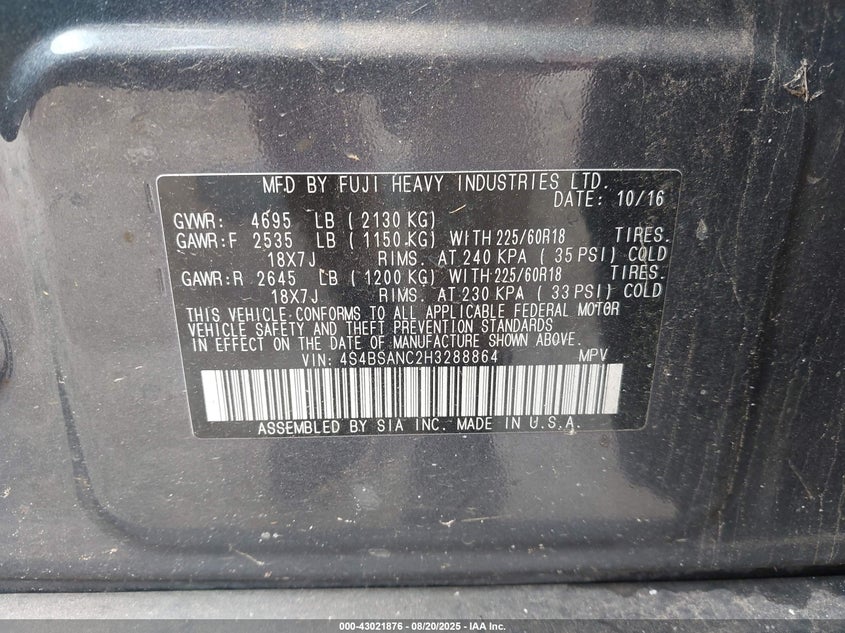 MFD BY FUJI HEAVY INDUSTRIES LTD.
DATE: 10/16
GVWR: 4695 LB ( 2130 KG)
GAWR:F 2535 LB ( 1150 KG) WITH 225/60R18 TIRES.
18X7J RIMS. AT 240 KPA ( 35 PSI) COLD
GAWR:R 2645 LB ( 1200 KG) WITH 225/60R18 TIRES.
18X7J RIMS. AT 230 KPA ( 33 PSI) COLD
THIS VEHICLE CONFORMS TO ALL APPLICABLE FEDERAL MOTOR
VEHICLE SAFETY AND THEFT PREVENTION STANDARDS
IN EFFECT ON THE DATE OF MANUFACTURE SHOWN ABOVE.
VIN: 4S4BSANC2H3288864 MPV
ASSEMBLED BY SIA INC. MADE IN U.S.A.
000-43021876 - 08/20/2025 - IAA Inc.